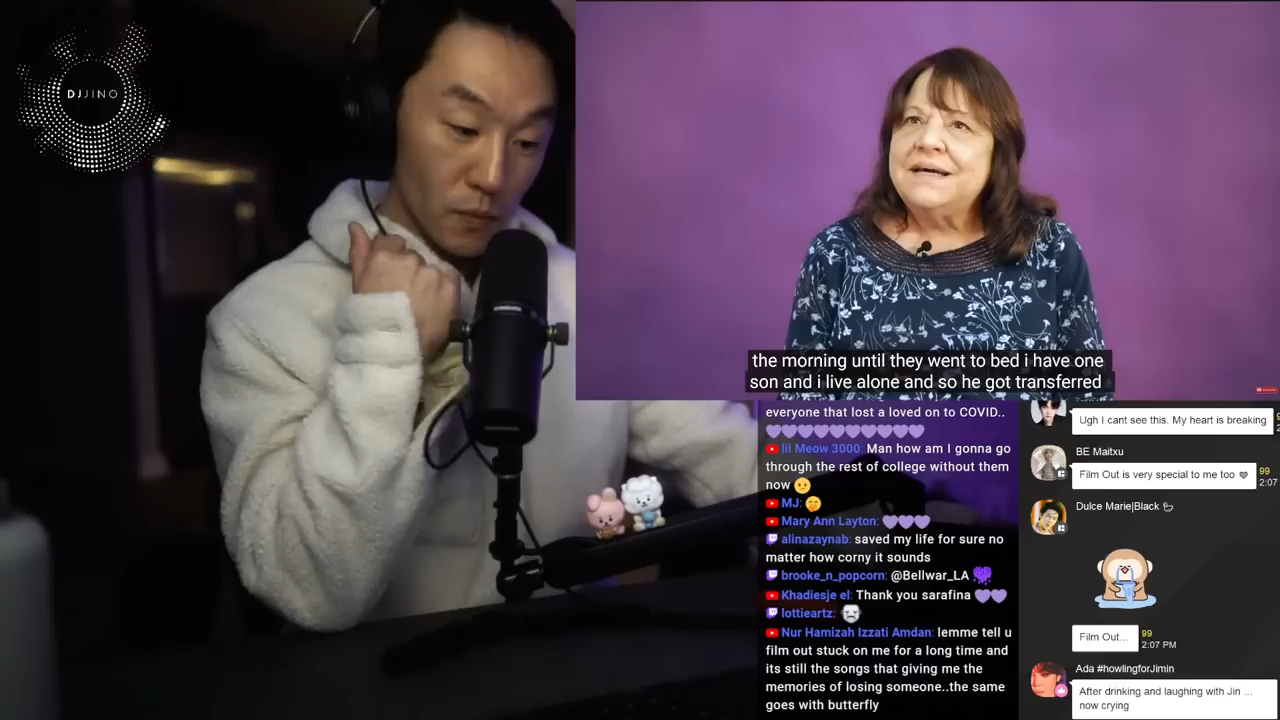 DJJINO
the morning until they went to bed i have one
son and i live alone and so he got transferred
everyone that lost a loved on to COVID..
💜💜💜💜💜💜💜💜💜💜
lil Meow 3000: Man how am I gonna go
through the rest of college without them
now 😕
MJ: 🤭
Mary Ann Layton: 💜💜💜
alinazaynab: saved my life for sure no
matter how corny it sounds
brooke_n_popcorn: @Bellwar_LA
Khadiesje el: Thank you sarafina 💜💜
lottieartz:
Nur Hamizah Izzati Amdan: lemme tell u
film out stuck on me for a long time and
its still the songs that giving me the
memories of losing someone..the same
goes with butterfly
Ugh I cant see this. My heart is breaking
BE Maitxu
Film Out is very special to me too
99
2:07
Dulce Marie|Black
Film Out...
99
2:07 PM
Ada #howlingforJimin
After drinking and laughing with Jin ...
now crying